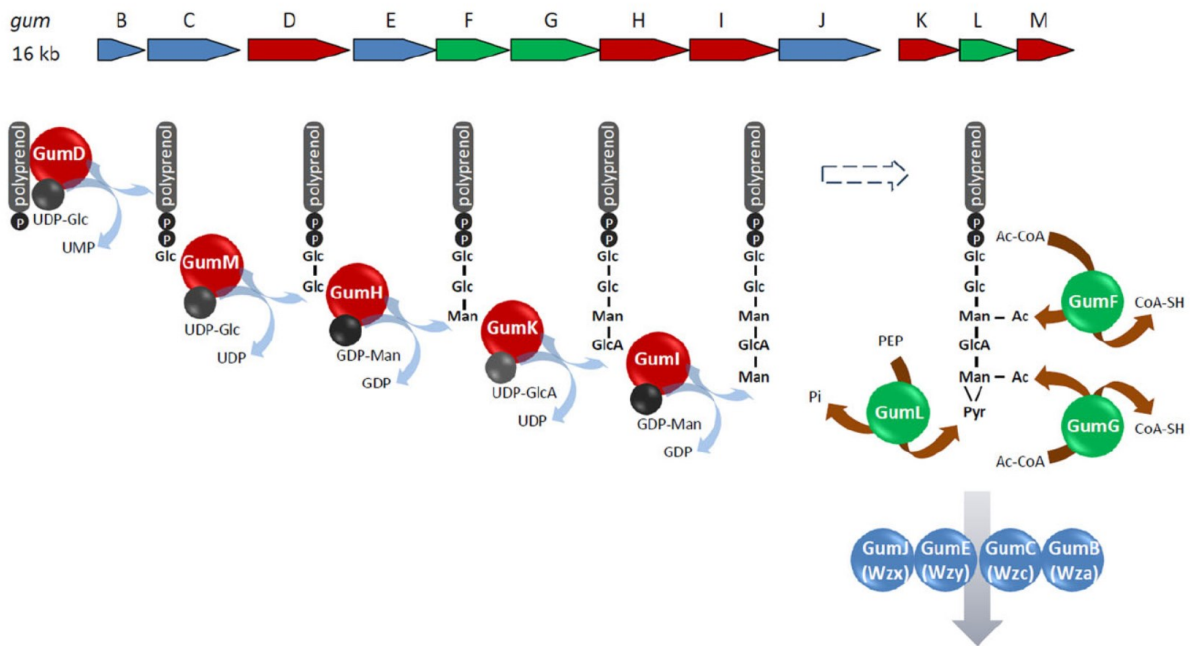 gum B C D E F G H I J K L M
16 kb
polyprenol P GumD UDP-Glc UMP
polyprenol P P Glc GumM UDP-Glc UDP
polyprenol P P Glc Glc GumH GDP-Man GDP
polyprenol P P Glc Glc Man GumK UDP-GlcA UDP
polyprenol P P Glc Glc Man GlcA GumI GDP-Man GDP
polyprenol P P Glc Glc Man GlcA Man
polyprenol
P
P
Ac-CoA
Glc
Glc
GumF
CoA-SH
Man – Ac
GlcA
PEP
Man – Ac
Pi
GumL
Pyr
GumG
CoA-SH
Ac-CoA
GumJ GumE GumC GumB
(Wzx) (Wzy) (Wzc) (Wza)